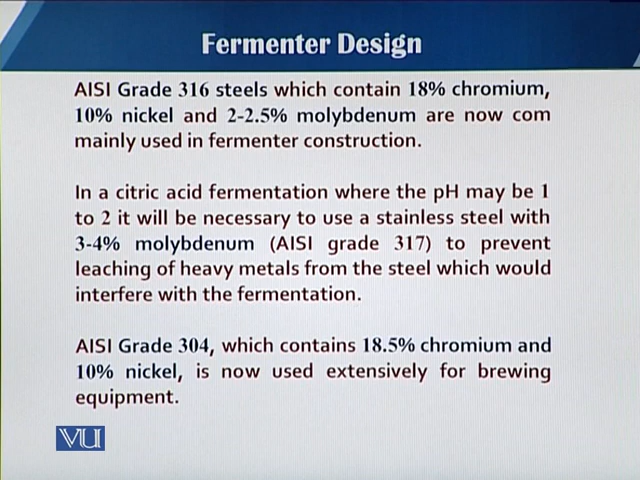 Fermenter Design
AISI Grade 316 steels which contain 18% chromium,
10% nickel and 2-2.5% molybdenum are now com
mainly used in fermenter construction.
In a citric acid fermentation where the pH may be 1
to 2 it will be necessary to use a stainless steel with
3-4% molybdenum (AISI grade 317) to prevent
leaching of heavy metals from the steel which would
interfere with the fermentation.
AISI Grade 304, which contains 18.5% chromium and
10% nickel, is now used extensively for brewing
equipment.
VU